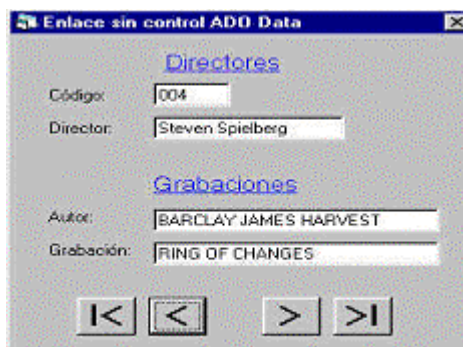 Enlace sin control ADO Data
Directores
Código: 004
Director: Steven Spielberg
Grabaciones
Autor: BARCLAY JAMES HARVEST
Grabación: RING OF CHANGES
I< < > >I